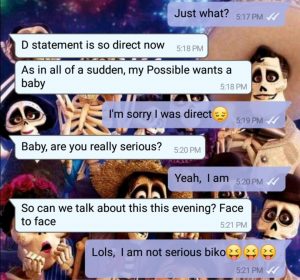 Just what? 5:17 PM
D statement is so direct now
5:18 PM
As in all of a sudden, my Possible wants a
baby 5:18 PM
I'm sorry I was direct😔 5:19 PM
Baby, are you really serious? 5:20 PM
Yeah, I am 5:20 PM
So can we talk about this this evening? Face
to face 5:21 PM
Lols, I am not serious biko😜😜😜
5:21 PM